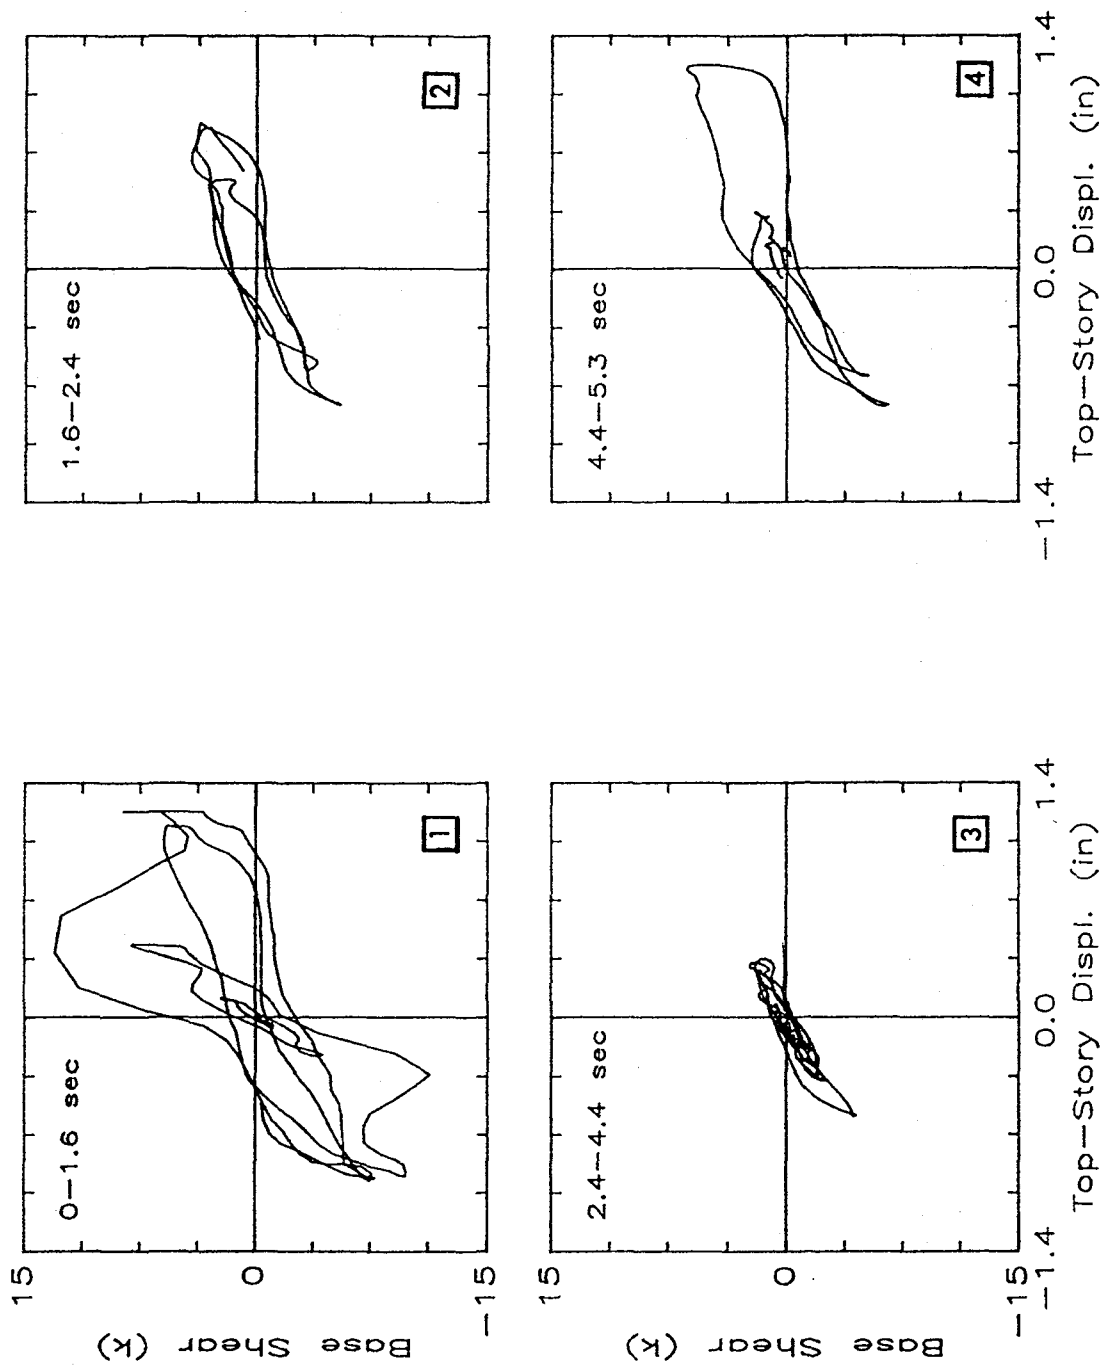 Base
Shear (k)
15
0
-15
0-1.6 sec
1
1.6-2.4 sec
2
Base
Shear (k)
15
0
-15
2.4-4.4 sec
3
-1.4
0.0
1.4
Top-Story Displ. (in)
4.4-5.3 sec
4
-1.4
0.0
1.4
Top-Story Displ. (in)